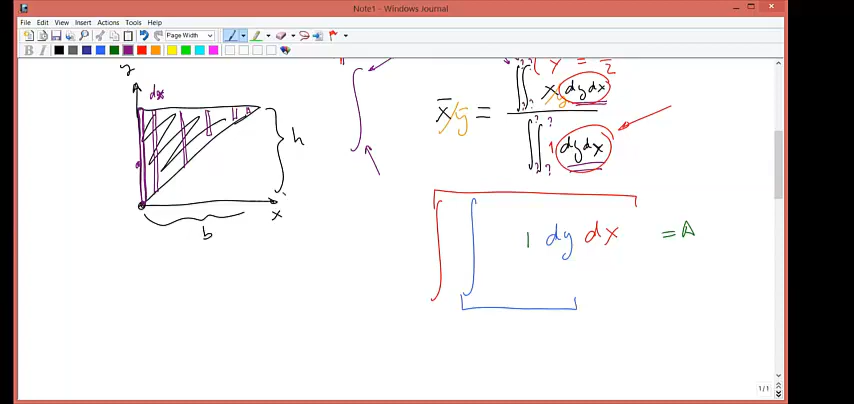 Note1 - Windows Journal
File Edit View Insert Actions Tools Help
Page Width
B I
y
dx
h
x
b
y = 
2
x̄/ȳ = ∫∫ x/y dy dx
∫∫ 1 dy dx
? ? ? ?
∫ ∫ 1 dy dx = A
1/1